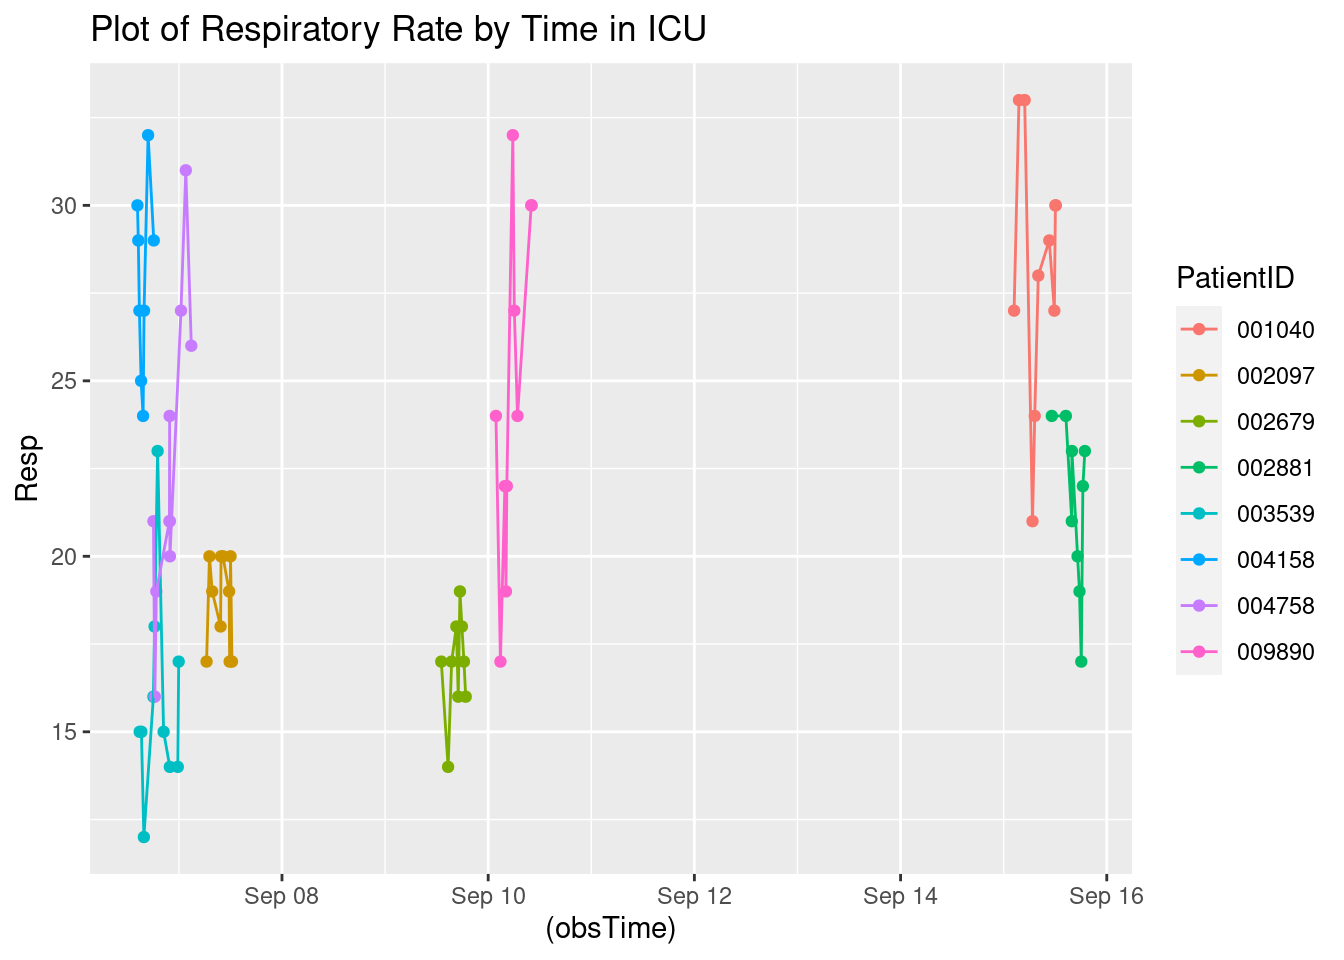 Plot of Respiratory Rate by Time in ICU
30
25
20
15
Resp
Sep 08
Sep 10
Sep 12
Sep 14
Sep 16
(obsTime)
PatientID
001040
002097
002679
002881
003539
004158
004758
009890